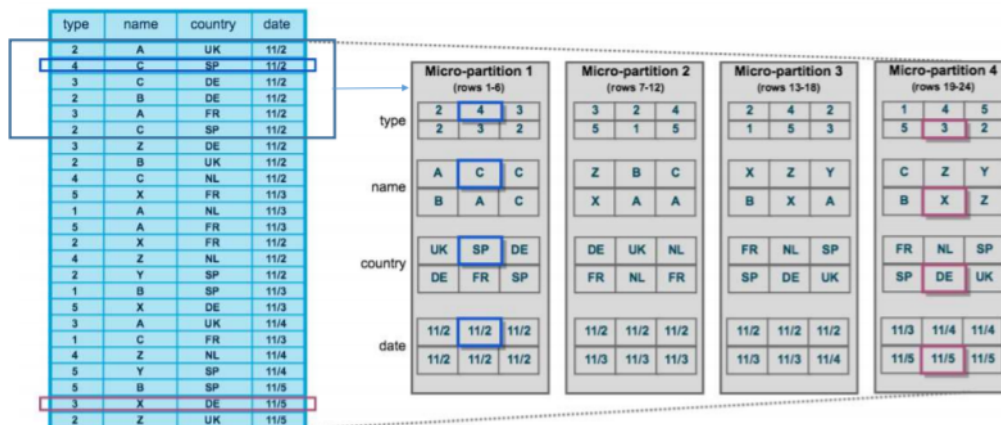 type name country date
2 A UK 11/2
4 C SP 11/2
3 C DE 11/2
2 B DE 11/2
3 A FR 11/2
2 C SP 11/2
3 Z DE 11/2
2 B UK 11/2
4 C NL 11/2
5 X FR 11/3
1 A NL 11/3
5 A FR 11/3
2 X FR 11/2
4 Z NL 11/2
2 Y SP 11/2
1 B SP 11/3
5 X DE 11/3
3 A UK 11/4
1 C FR 11/3
4 Z NL 11/4
5 Y SP 11/4
5 B SP 11/5
3 X DE 11/5
2 Z UK 11/5
Micro-partition 1
(rows 1-6)
Micro-partition 2
(rows 7-12)
Micro-partition 3
(rows 13-18)
Micro-partition 4
(rows 19-24)
type
2 4 3
2 3 2
3 2 4
5 1 5
2 4 2
1 5 3
1 4 5
5 3 2
name
A C C
B A C
Z B C
X A A
X Z Y
B X A
C Z Y
B X Z
country
UK SP DE
DE FR SP
DE UK NL
FR NL FR
FR NL SP
SP DE UK
FR NL SP
SP DE UK
date
11/2 11/2 11/2
11/2 11/2 11/2
11/2 11/2 11/2
11/3 11/3 11/3
11/2 11/2 11/2
11/3 11/3 11/4
11/3 11/4 11/4
11/5 11/5 11/5